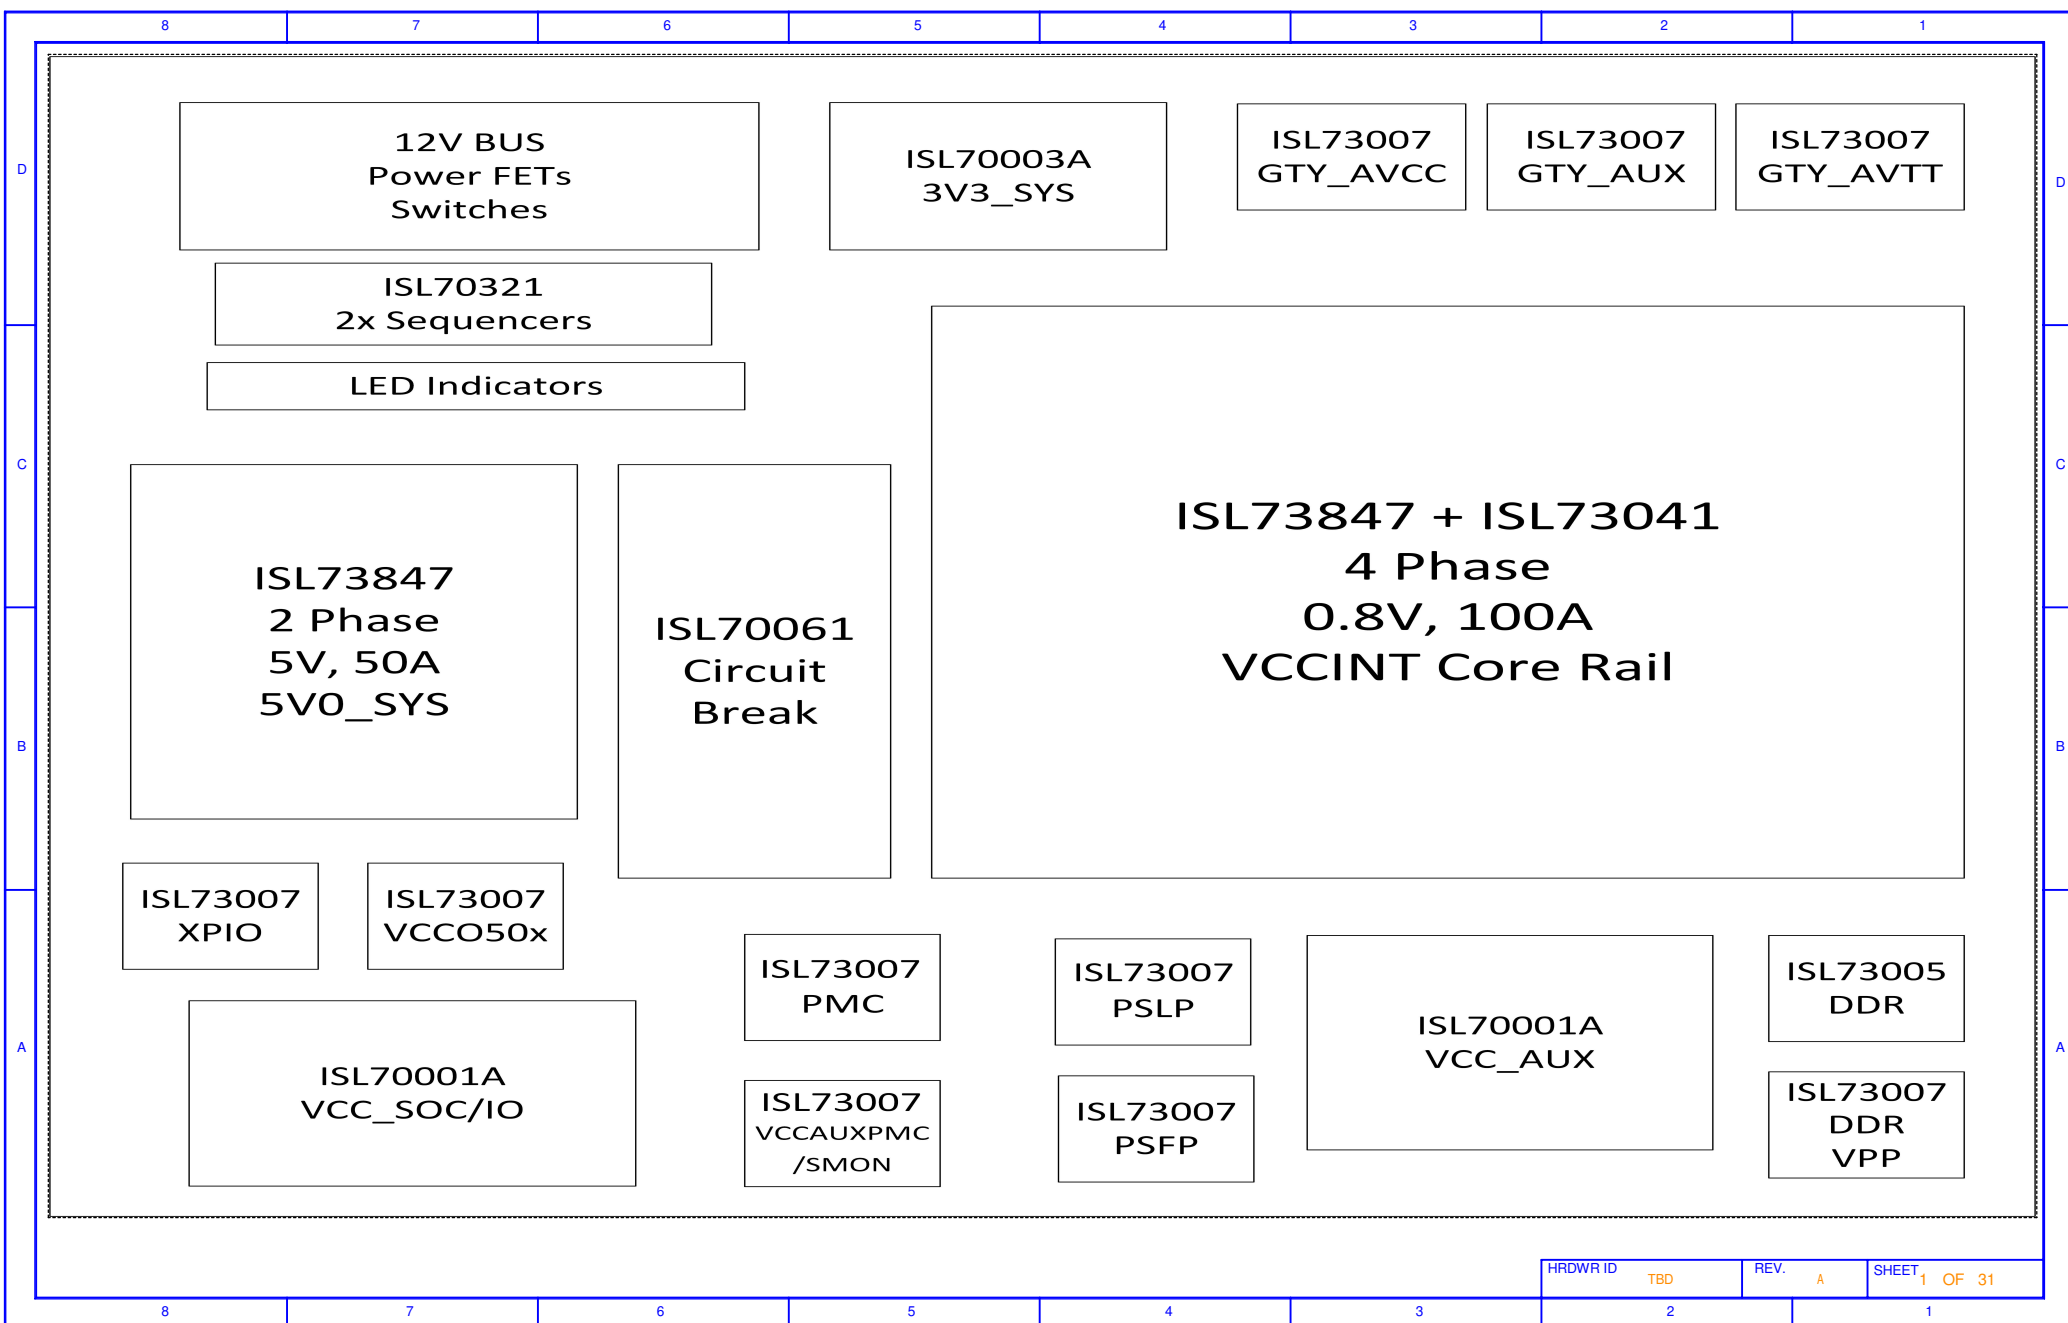 8 7 6 5 4 3 2 1
D
D
12V BUS
Power FETs
Switches
ISL70003A
3V3_SYS
ISL73007
GTY_AVCC
ISL73007
GTY_AUX
ISL73007
GTY_AVTT
ISL70321
2x Sequencers
LED Indicators
C
C
ISL73847
2 Phase
5V, 50A
5V0_SYS
ISL70061
Circuit
Break
ISL73847 + ISL73041
4 Phase
0.8V, 100A
VCCINT Core Rail
B
B
ISL73007
XPIO
ISL73007
VCCO50x
ISL73007
PMC
ISL73007
PSLP
ISL70001A
VCC_AUX
ISL73005
DDR
A
A
ISL70001A
VCC_SOC/IO
ISL73007
VCCAUXPMC
/SMON
ISL73007
PSFP
ISL73007
DDR
VPP
HRDWR ID TBD
REV. A
SHEET 1 OF 31
8 7 6 5 4 3 2 1